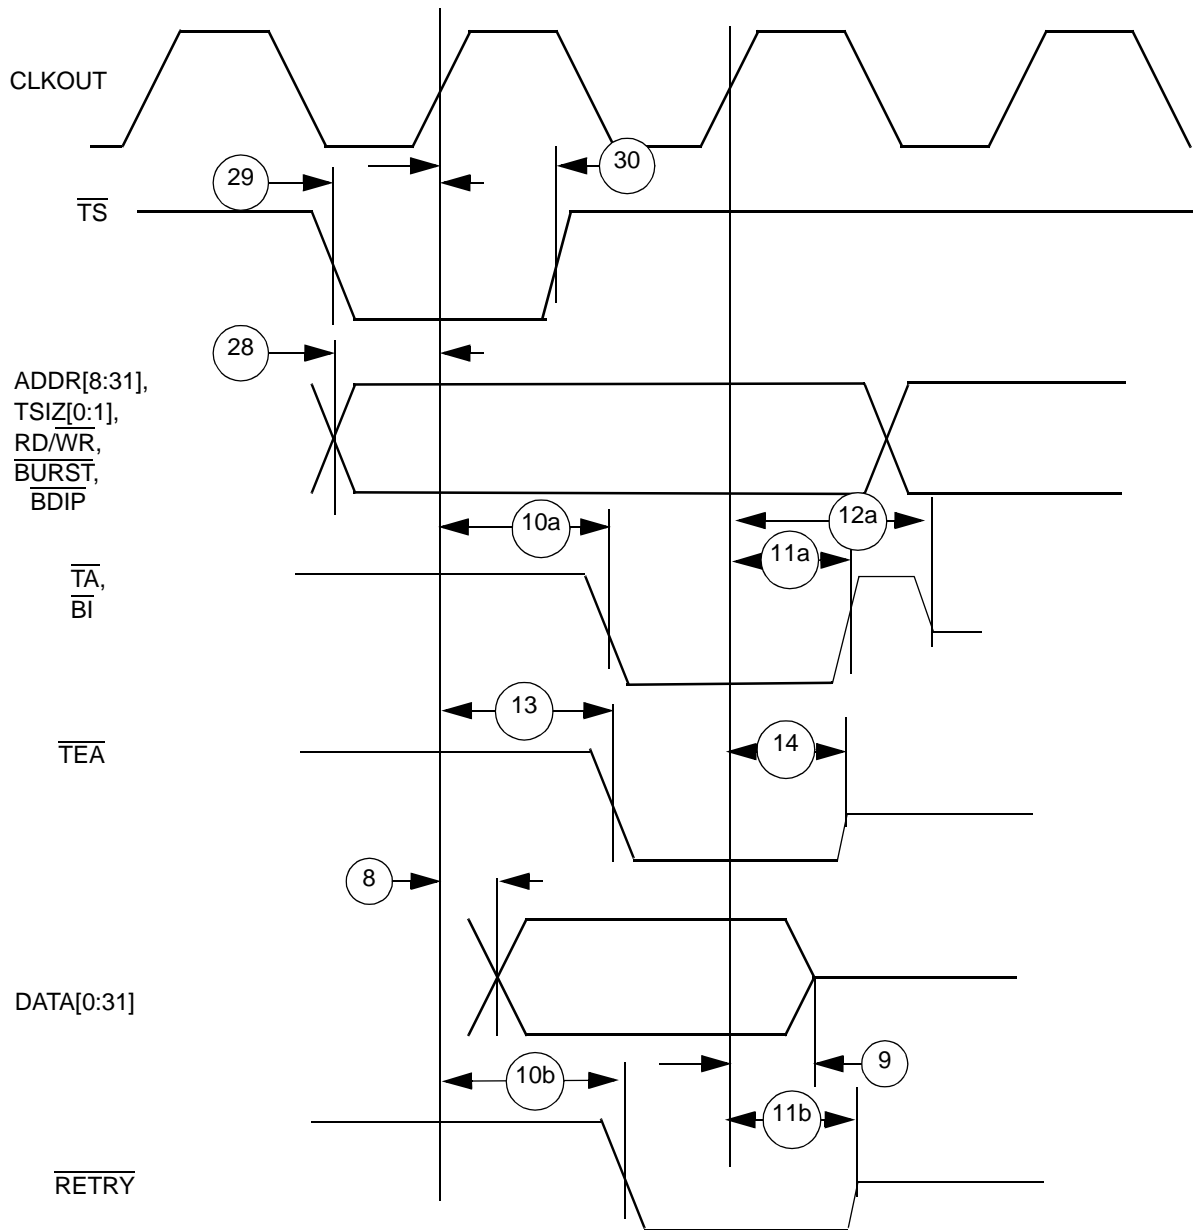 CLKOUT
30
29
TS
28
ADDR[8:31],
TSIZ[0:1],
RD/WR,
BURST,
BDIP
10a
12a
11a
TA,
BI
13
14
TEA
8
DATA[0:31]
9
10b
11b
RETRY